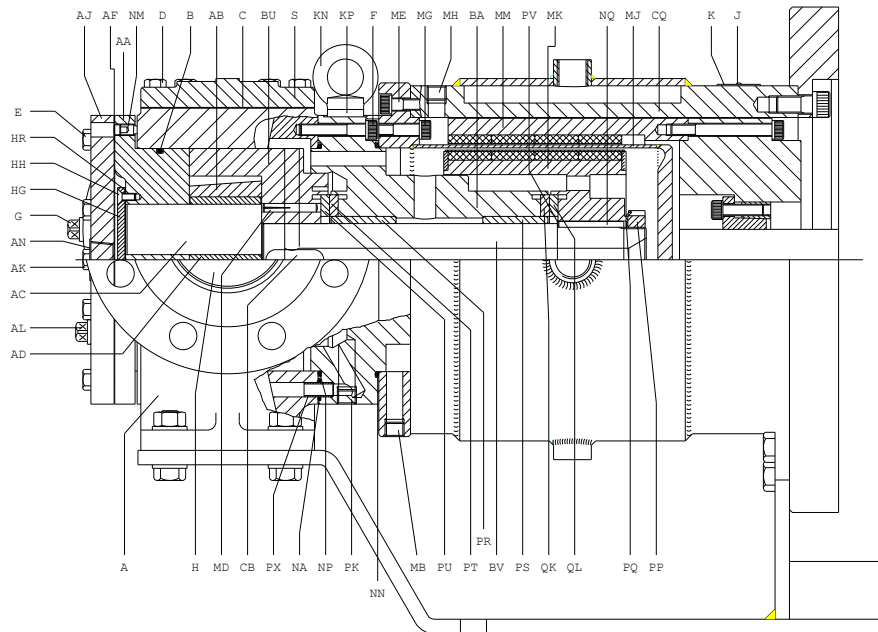 AJ AF NM D B AB C BU S KN KP F ME MG MH BA MM PV MK NQ MJ CQ K J
AA
E
HR
HH
HG
G
AN
AK
AC
AL
AD
PR
A H MD CB PX NA NP PK MB PU PT BV PS QK QL PQ PP
NN